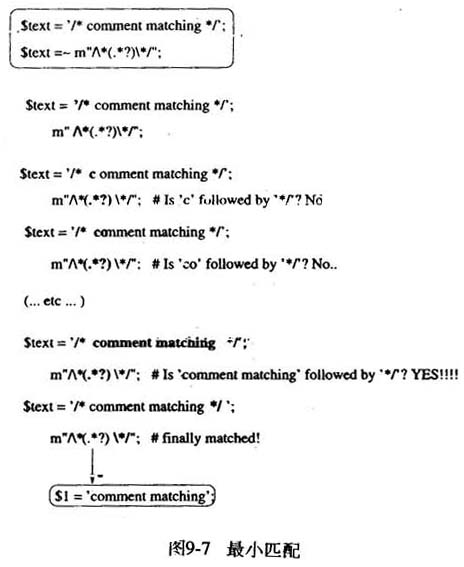 $text = '/* comment matching */';
$text =~ m"/\*(.*?)\*/";
$text = '/* comment matching */';
m" /\*(.*?)\*/";
$text = '/* c omment matching */';
m"/\*(.*?) \*/"; # Is 'c' followed by '*/'? No
$text = '/* comment matching */';
m"/\*(.*?) \*/"; # Is 'co' followed by '*/'? No..
(... etc ... )
$text = '/* comment matching */';
m"/\*(.*?) \*/"; # Is 'comment matching' followed by '*/'? YES!!!!
$text = '/* comment matching */ ';
m"/\*(.*?) \*/"; # finally matched!
$1 = 'comment matching';
图9-7 最小匹配